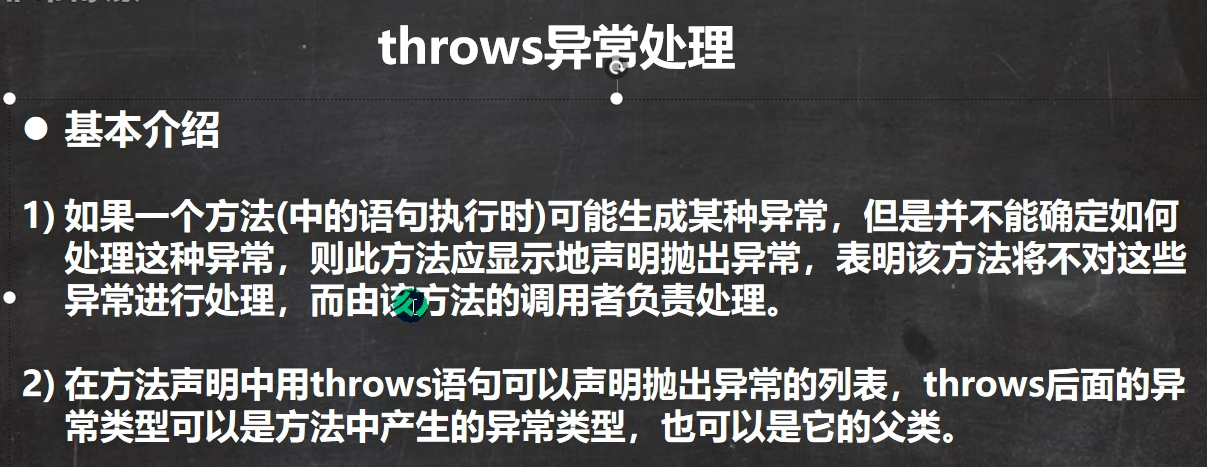 throws异常处理
● 基本介绍
1) 如果一个方法(中的语句执行时)可能生成某种异常，但是并不能确定如何
处理这种异常，则此方法应显示地声明抛出异常，表明该方法将不对这些
异常进行处理，而由该方法的调用者负责处理。
2) 在方法声明中用throws语句可以声明抛出异常的列表，throws后面的异
常类型可以是方法中产生的异常类型，也可以是它的父类。